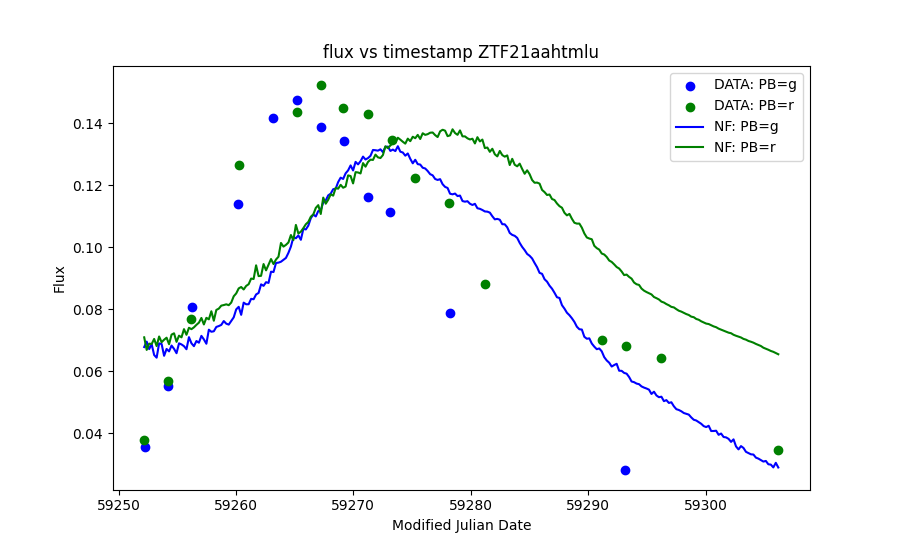 flux vs timestamp ZTF21aahtmlu
DATA: PB=g
DATA: PB=r
NF: PB=g
NF: PB=r
Flux
0.14
0.12
0.10
0.08
0.06
0.04
59250 59260 59270 59280 59290 59300
Modified Julian Date